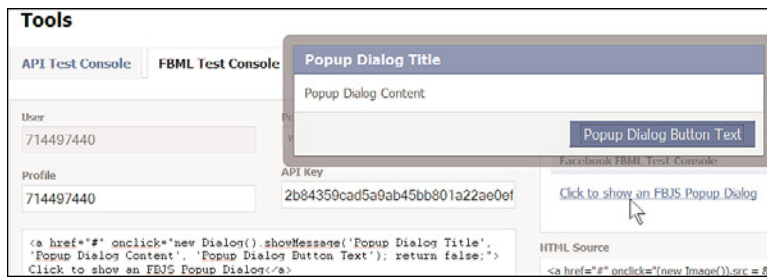 Tools
API Test Console
FBML Test Console
Popup Dialog Title
Popup Dialog Content
Popup Dialog Button Text
User
714497440
Profile
714497440
API Key
2b84359cad5a9ab45bb801a22ae0ef
Facebook FBML Test Console
Click to show an FBJS Popup Dialog
<a href="#" onclick="new Dialog().showMessage('Popup Dialog Title',
'Popup Dialog Content', 'Popup Dialog Button Text'); return false;">
Click to show an FBJS Popup Dialog</a>
HTML Source
<a href="#" onclick="(new Image()).src = &